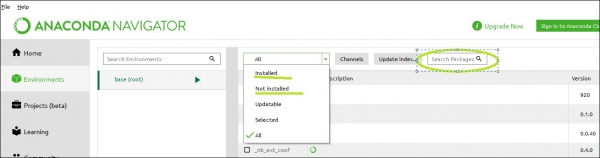 File Help
ANACONDA NAVIGATOR
Upgrade Now
Sign in to Anaconda Cl
Home
Environments
Projects (beta)
Learning
Community
Search Environments
base (root)
All
Channels
Update index...
Search Packages
Installed
Not installed
Updatable
Selected
All
scription
Version
920
0.1.0
0.0.40
_nb_ext_conf
0.4.0